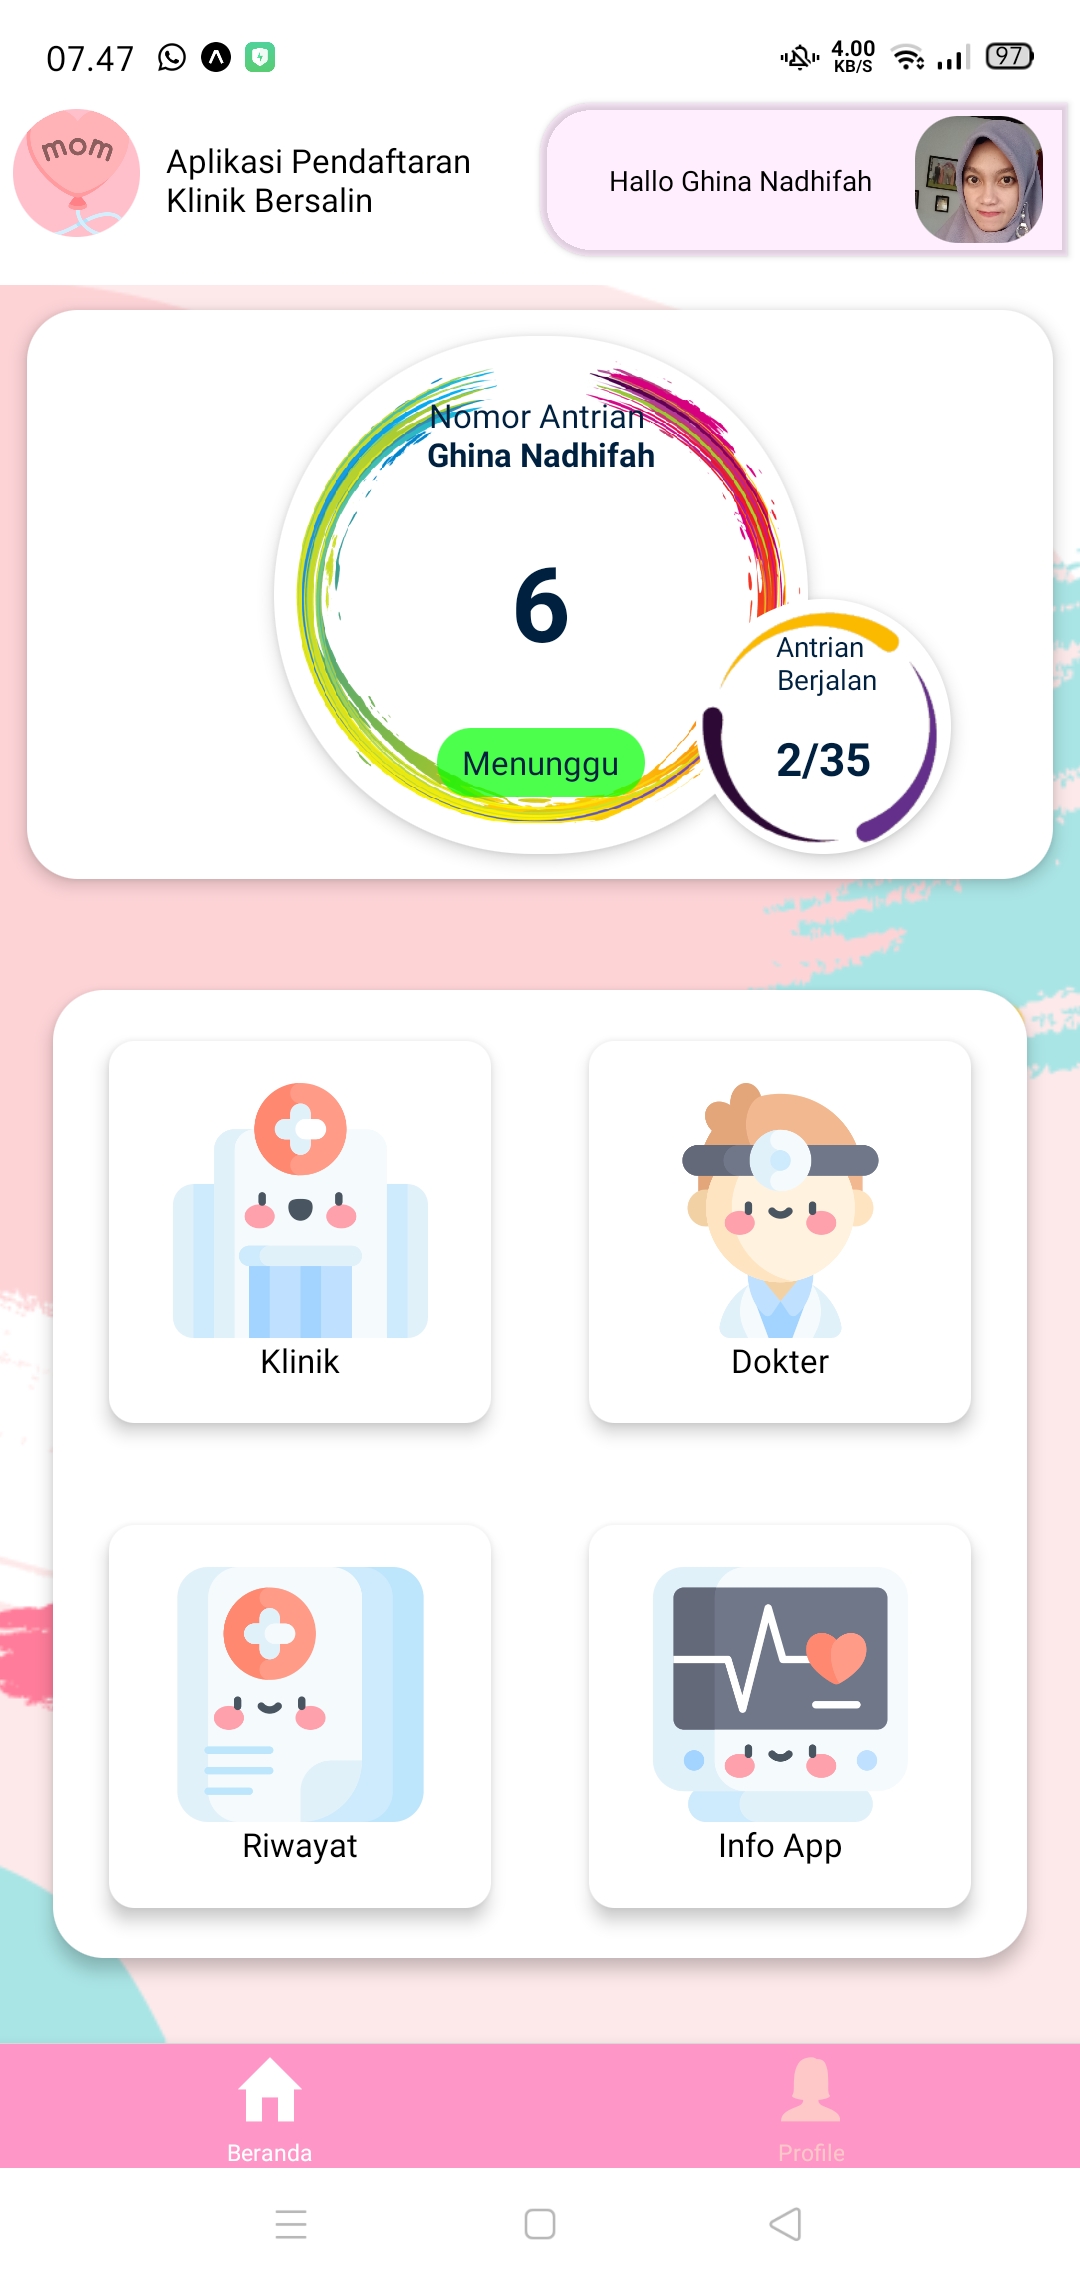 07.47
4.00
KB/S
97
mom
Aplikasi Pendaftaran
Klinik Bersalin
Hallo Ghina Nadhifah
Nomor Antrian
Ghina Nadhifah
6
Menunggu
Antrian
Berjalan
2/35
Klinik
Dokter
Riwayat
Info App
Beranda
Profile